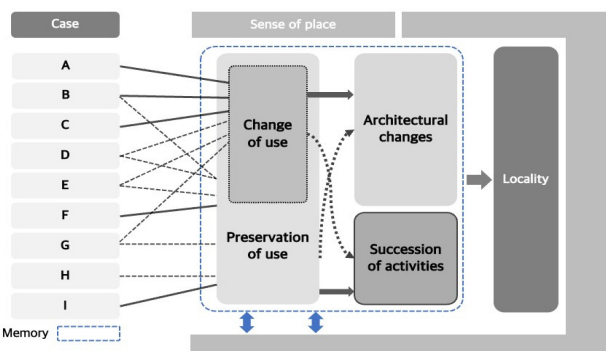 Case
Sense of place
A
B
C
D
E
F
G
H
I
Change
of use
Preservation
of use
Architectural
changes
Succession
of activities
Locality
Memory